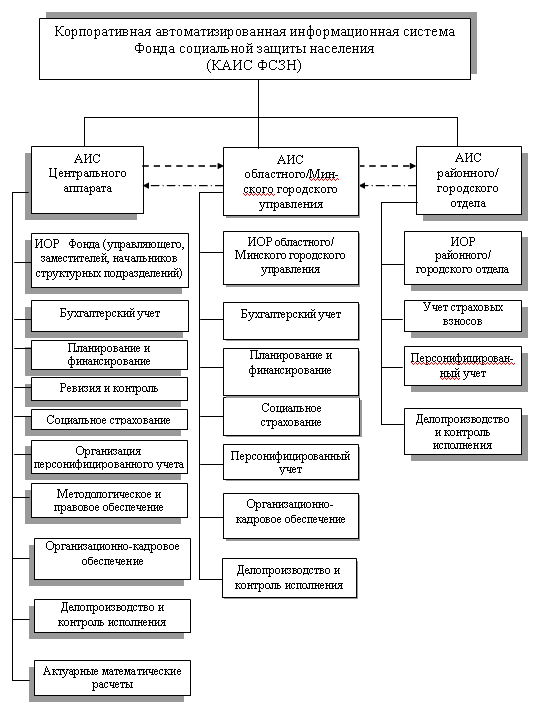 Корпоративная автоматизированная информационная система
Фонда социальной защиты населения
(КАИС ФСЗН)
АИС
Центрального
аппарата
ИОР Фонда (управляющего,
заместителей, начальников
структурных подразделений)
Бухгалтерский учет
Планирование и
финансирование
Ревизия и контроль
Социальное страхование
Организация
персонифицированного учета
Методологическое и
правовое обеспечение
Организационно-кадровое
обеспечение
Делопроизводство и
контроль исполнения
Актуарные математические
расчеты
АИС
областного/Мин-
ского городского
управления
ИОР областного/
Минского городского
управления
Бухгалтерский учет
Планирование и
финансирование
Социальное
страхование
Персонифицированный
учет
Организационно-
кадровое обеспечение
Делопроизводство и
контроль исполнения
АИС
районного/
городского
отдела
ИОР
районного/
городского отдела
Учет страховых
взносов
Персонифицирован-
ный учет
Делопроизводство
и контроль
исполнения